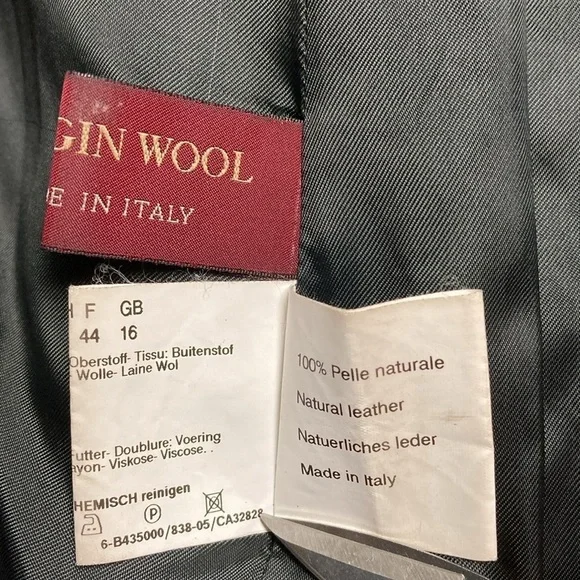 GIN WOOL
E IN ITALY
F GB
44 16
Oberstoff- Tissu: Buitenstof
- Wolle- Laine Wol
Futter- Doublure: Voering
ayon- Viskose- Viscose. .
HEMISCH reinigen
P
6-B435000/838-05/CA32828
100% Pelle naturale
Natural leather
Natuerliches leder
Made in Italy